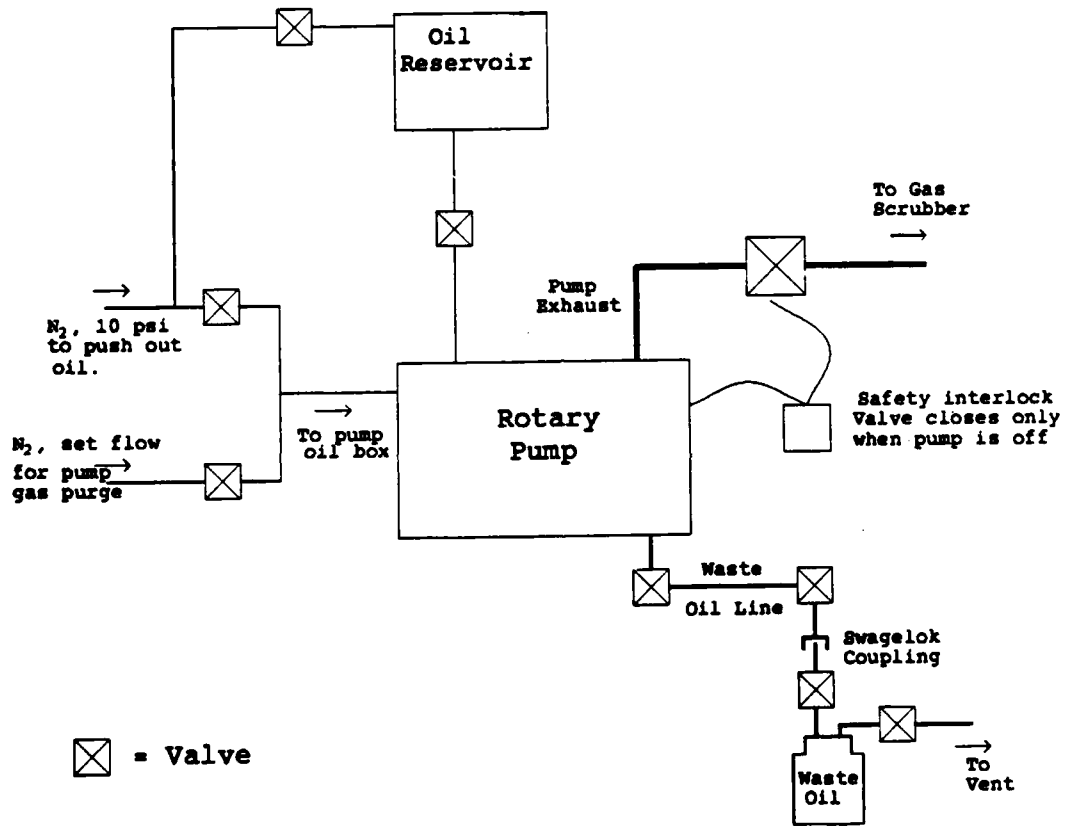 Oil
Reservoir
To Gas
Scrubber
Pump
Exhaust
N₂, 10 psi
to push out
oil.
Safety interlock
Valve closes only
when pump is off
Rotary
Pump
To pump
oil box
N₂, set flow
for pump
gas purge
Waste
Oil Line
Swagelok
Coupling
= Valve
Waste
Oil
To
Vent